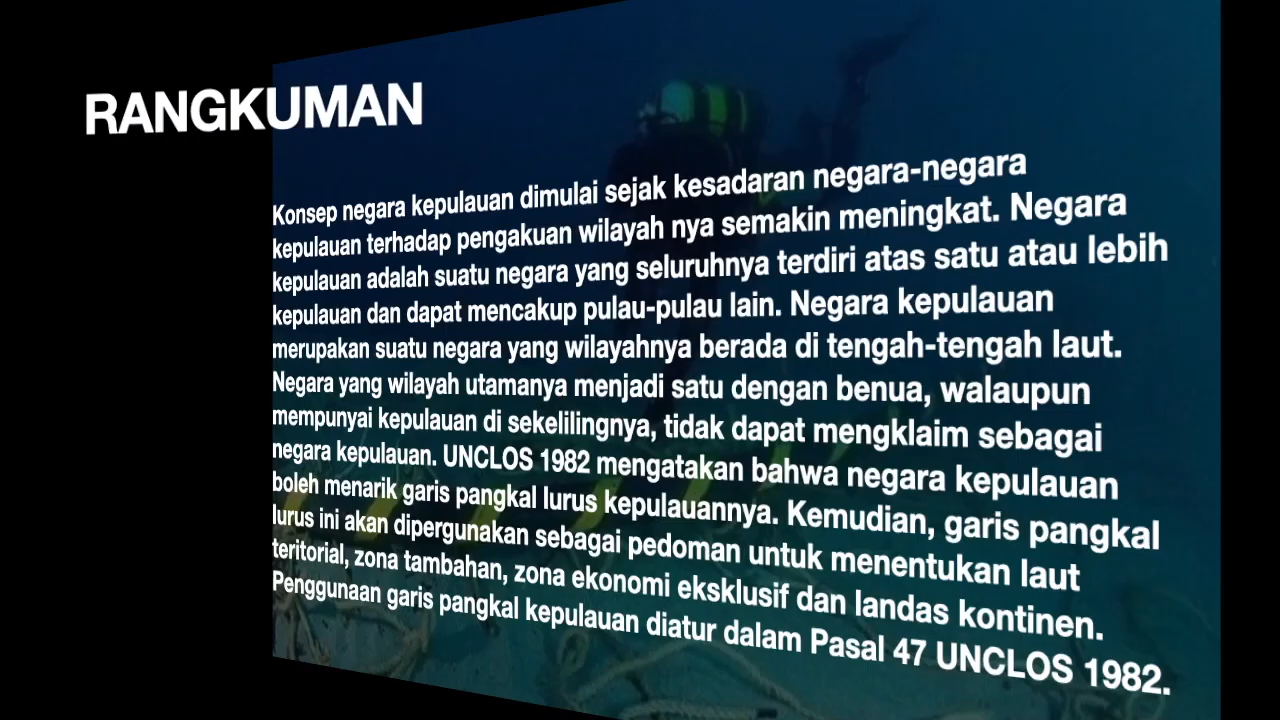 RANGKUMAN
Konsep negara kepulauan dimulai sejak kesadaran negara-negara
kepulauan terhadap pengakuan wilayah nya semakin meningkat. Negara
kepulauan adalah suatu negara yang seluruhnya terdiri atas satu atau lebih
kepulauan dan dapat mencakup pulau-pulau lain. Negara kepulauan
merupakan suatu negara yang wilayahnya berada di tengah-tengah laut.
Negara yang wilayah utamanya menjadi satu dengan benua, walaupun
mempunyai kepulauan di sekelilingnya, tidak dapat mengklaim sebagai
negara kepulauan. UNCLOS 1982 mengatakan bahwa negara kepulauan
boleh menarik garis pangkal lurus kepulauannya. Kemudian, garis pangkal
lurus ini akan dipergunakan sebagai pedoman untuk menentukan laut
teritorial, zona tambahan, zona ekonomi eksklusif dan landas kontinen.
Penggunaan garis pangkal kepulauan diatur dalam Pasal 47 UNCLOS 1982.